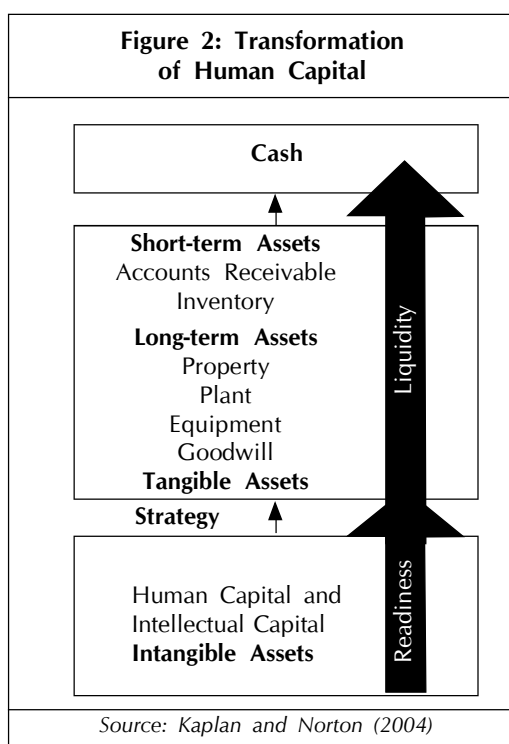 Figure 2: Transformation
of Human Capital
Cash
Short-term Assets
Accounts Receivable
Inventory
Long-term Assets
Property
Plant
Equipment
Goodwill
Tangible Assets
Liquidity
Strategy
Human Capital and
Intellectual Capital
Intangible Assets
Readiness
Source: Kaplan and Norton (2004)